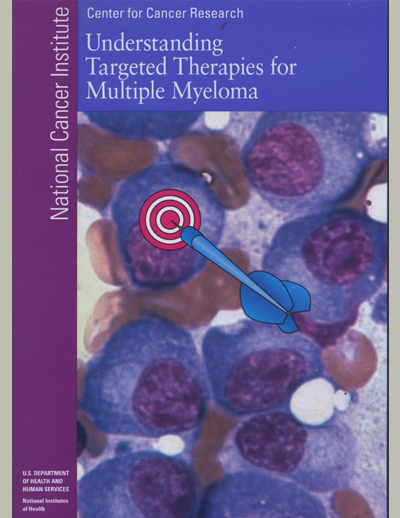 National Cancer Institute
Center for Cancer Research
Understanding
Targeted Therapies for
Multiple Myeloma
U.S. DEPARTMENT
OF HEALTH AND
HUMAN SERVICES
National Institutes
of Health